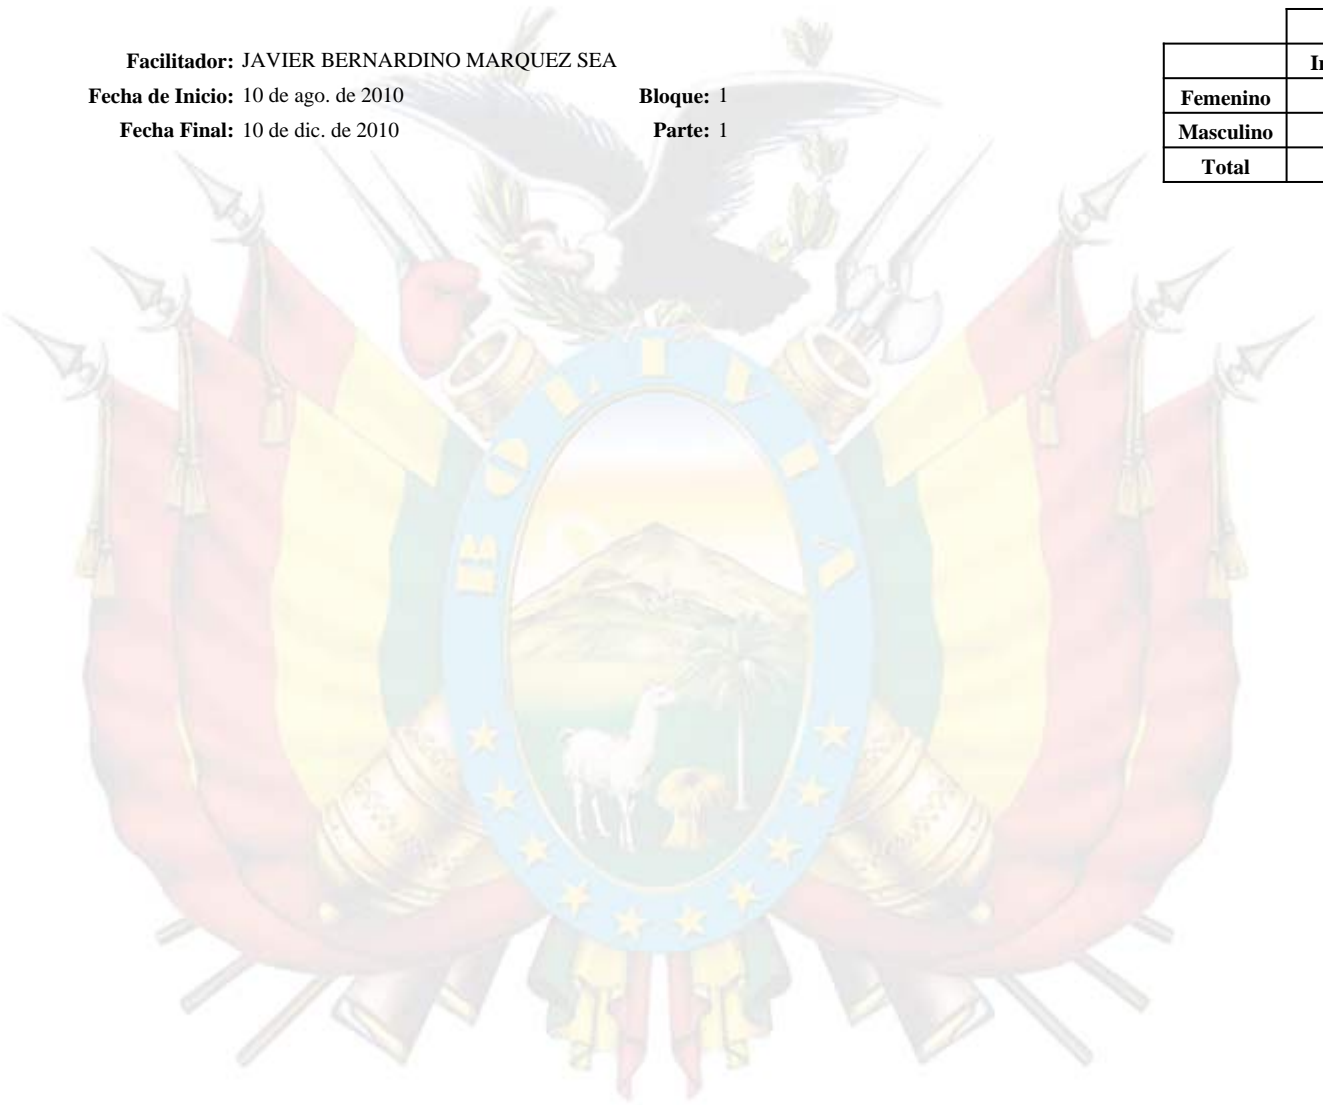 Facilitador: JAVIER BERNARDINO MARQUEZ SEA
Fecha de Inicio: 10 de ago. de 2010 Bloque: 1
Fecha Final: 10 de dic. de 2010 Parte: 1
Femenino
Masculino
Total
BOLIVIA